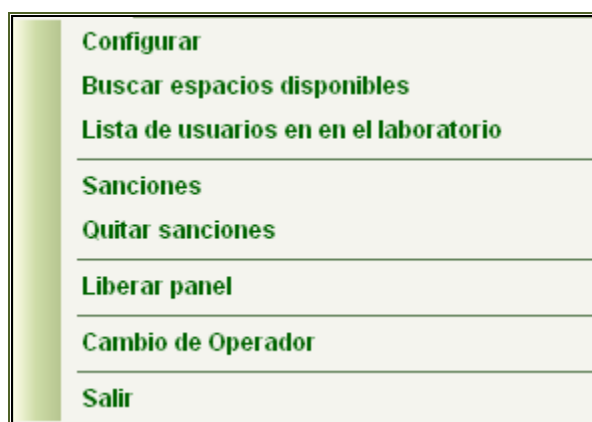 Configurar
Buscar espacios disponibles
Lista de usuarios en en el laboratorio
Sanciones
Quitar sanciones
Liberar panel
Cambio de Operador
Salir